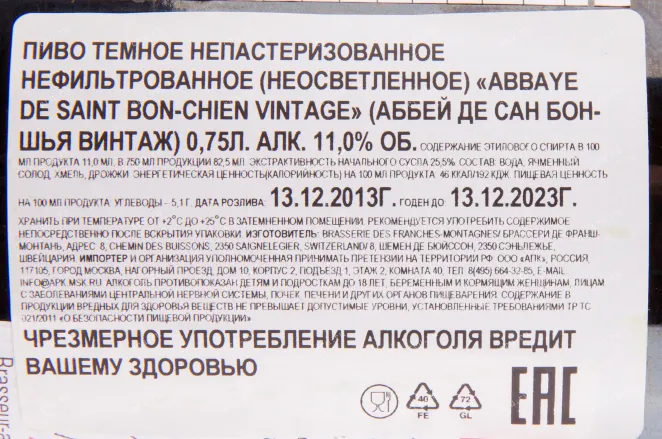 ПИВО ТЕМНОЕ НЕПАСТЕРИЗОВАННОЕ
НЕФИЛЬТРОВАННОЕ (НЕОСВЕТЛЕННОЕ) «ABBAYE
DE SAINT BON-CHIEN VINTAGE» (АББЕЙ ДЕ САН БОН-
ШЬЯ ВИНТАЖ) 0,75Л. АЛК. 11,0% ОБ. СОДЕРЖАНИЕ ЭТИЛОВОГО СПИРТА В 100
МЛ ПРОДУКТА 11,0 МЛ, В 750 МЛ ПРОДУКЦИИ 82,5 МЛ. ЭКСТРАКТИВНОСТЬ НАЧАЛЬНОГО СУСЛА 25,5%. СОСТАВ: ВОДА, ЯЧМЕННЫЙ
СОЛОД, ХМЕЛЬ, ДРОЖЖИ. ЭНЕРГЕТИЧЕСКАЯ ЦЕННОСТЬ(КАЛОРИЙНОСТЬ) НА 100 МЛ ПРОДУКТА 46 ККАЛ/192 КДЖ. ПИЩЕВАЯ ЦЕННОСТЬ
НА 100 МЛ ПРОДУКТА: УГЛЕВОДЫ – 5,1 Г. ДАТА РОЗЛИВА: 13.12.2013Г. ГОДЕН ДО 13.12.2023Г.
ХРАНИТЬ ПРИ ТЕМПЕРАТУРЕ ОТ +2°C ДО +25°C В ЗАТЕМНЕННОМ ПОМЕЩЕНИИ. РЕКОМЕНДУЕТСЯ УПОТРЕБИТЬ СОДЕРЖИМОЕ
НЕПОСРЕДСТВЕННО ПОСЛЕ ВСКРЫТИЯ УПАКОВКИ. ИЗГОТОВИТЕЛЬ: BRASSERIE DES FRANCHES-MONTAGNES/ БРАССЕРИ ДЕ ФРАНШ-
МОНТАНЬ, АДРЕС: 8, CHEMIN DES BUISSONS, 2350 SAIGNELEGIER, SWITZERLAND/ 8, ШЕМЕН ДЕ БЮЙССОН, 2350 СЭНЬЛЕЖЬЕ,
ШВЕЙЦАРИЯ. ИМПОРТЕР И ОРГАНИЗАЦИЯ УПОЛНОМОЧЕННАЯ ПРИНИМАТЬ ПРЕТЕНЗИИ НА ТЕРРИТОРИИ РФ: ООО «АПК», РОССИЯ,
117105, ГОРОД МОСКВА, НАГОРНЫЙ ПРОЕЗД, ДОМ 10, КОРПУС 2, ПОДЪЕЗД 1, ЭТАЖ 2, КОМНАТА 40, ТЕЛ. 8(495) 664-32-85, E-MAIL:
INFO@APK.MSK.RU. АЛКОГОЛЬ ПРОТИВОПОКАЗАН ДЕТЯМ И ПОДРОСТКАМ ДО 18 ЛЕТ, БЕРЕМЕННЫМ И КОРМЯЩИМ ЖЕНЩИНАМ, ЛИЦАМ
С ЗАБОЛЕВАНИЯМИ ЦЕНТРАЛЬНОЙ НЕРВНОЙ СИСТЕМЫ, ПОЧЕК, ПЕЧЕНИ И ДРУГИХ ОРГАНОВ ПИЩЕВАРЕНИЯ. СОДЕРЖАНИЕ В
ПРОДУКЦИИ ВРЕДНЫХ ДЛЯ ЗДОРОВЬЯ ВЕЩЕСТВ НЕ ПРЕВЫШАЕТ ДОПУСТИМЫЕ УРОВНИ, УСТАНОВЛЕННЫЕ ТРЕБОВАНИЯМИ ТР ТС
021/2011 «О БЕЗОПАСНОСТИ ПИЩЕВОЙ ПРОДУКЦИИ»
ЧРЕЗМЕРНОЕ УПОТРЕБЛЕНИЕ АЛКОГОЛЯ ВРЕДИТ
ВАШЕМУ ЗДОРОВЬЮ
40
FE
72
GL
EAC
Brasseur-a